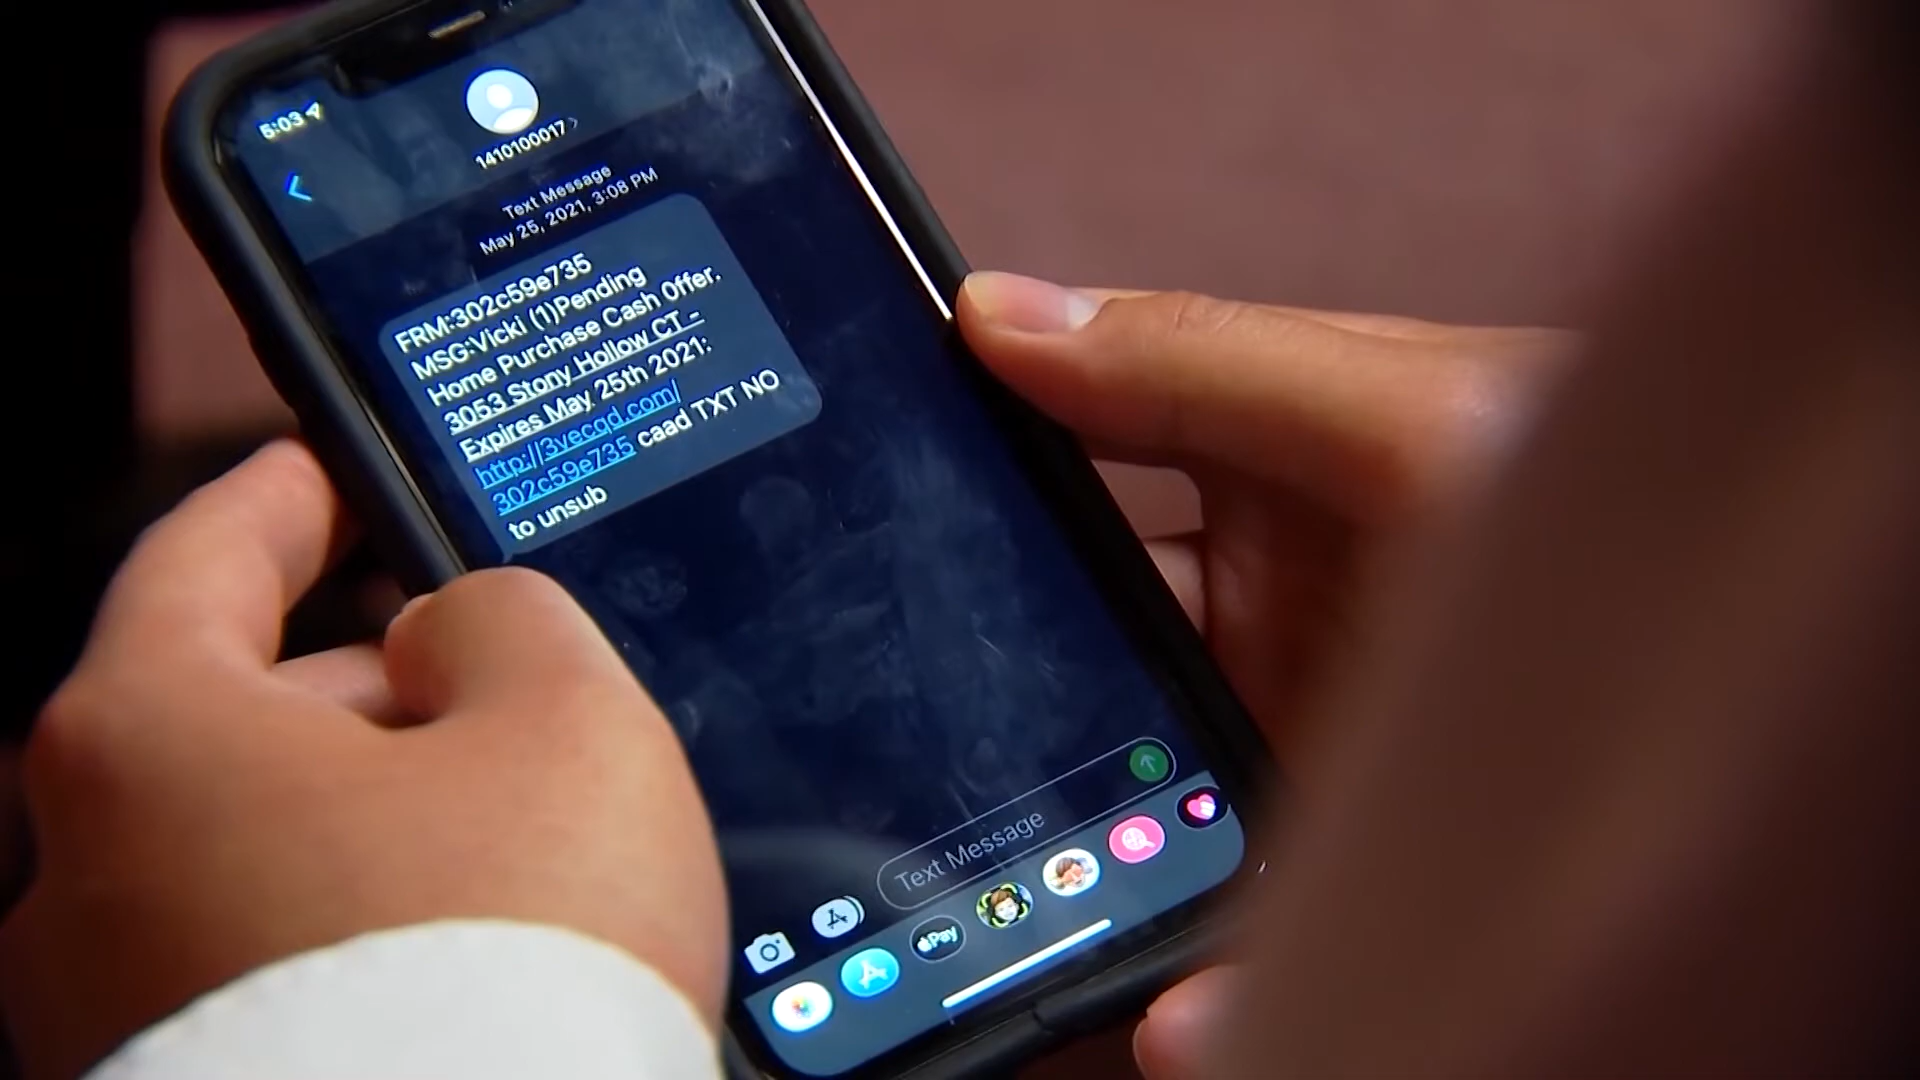 5:03
1410100017
Text Message
May 25, 2021, 3:08 PM
FRM:302c59e735
MSG:Vicki (1)Pending
Home Purchase Cash Offer.
3053 Stony Hollow CT -
Expires May 25th 2021:
http://3vecqd.com/
302c59e735 caad TXT NO
to unsub
Text Message
Pay